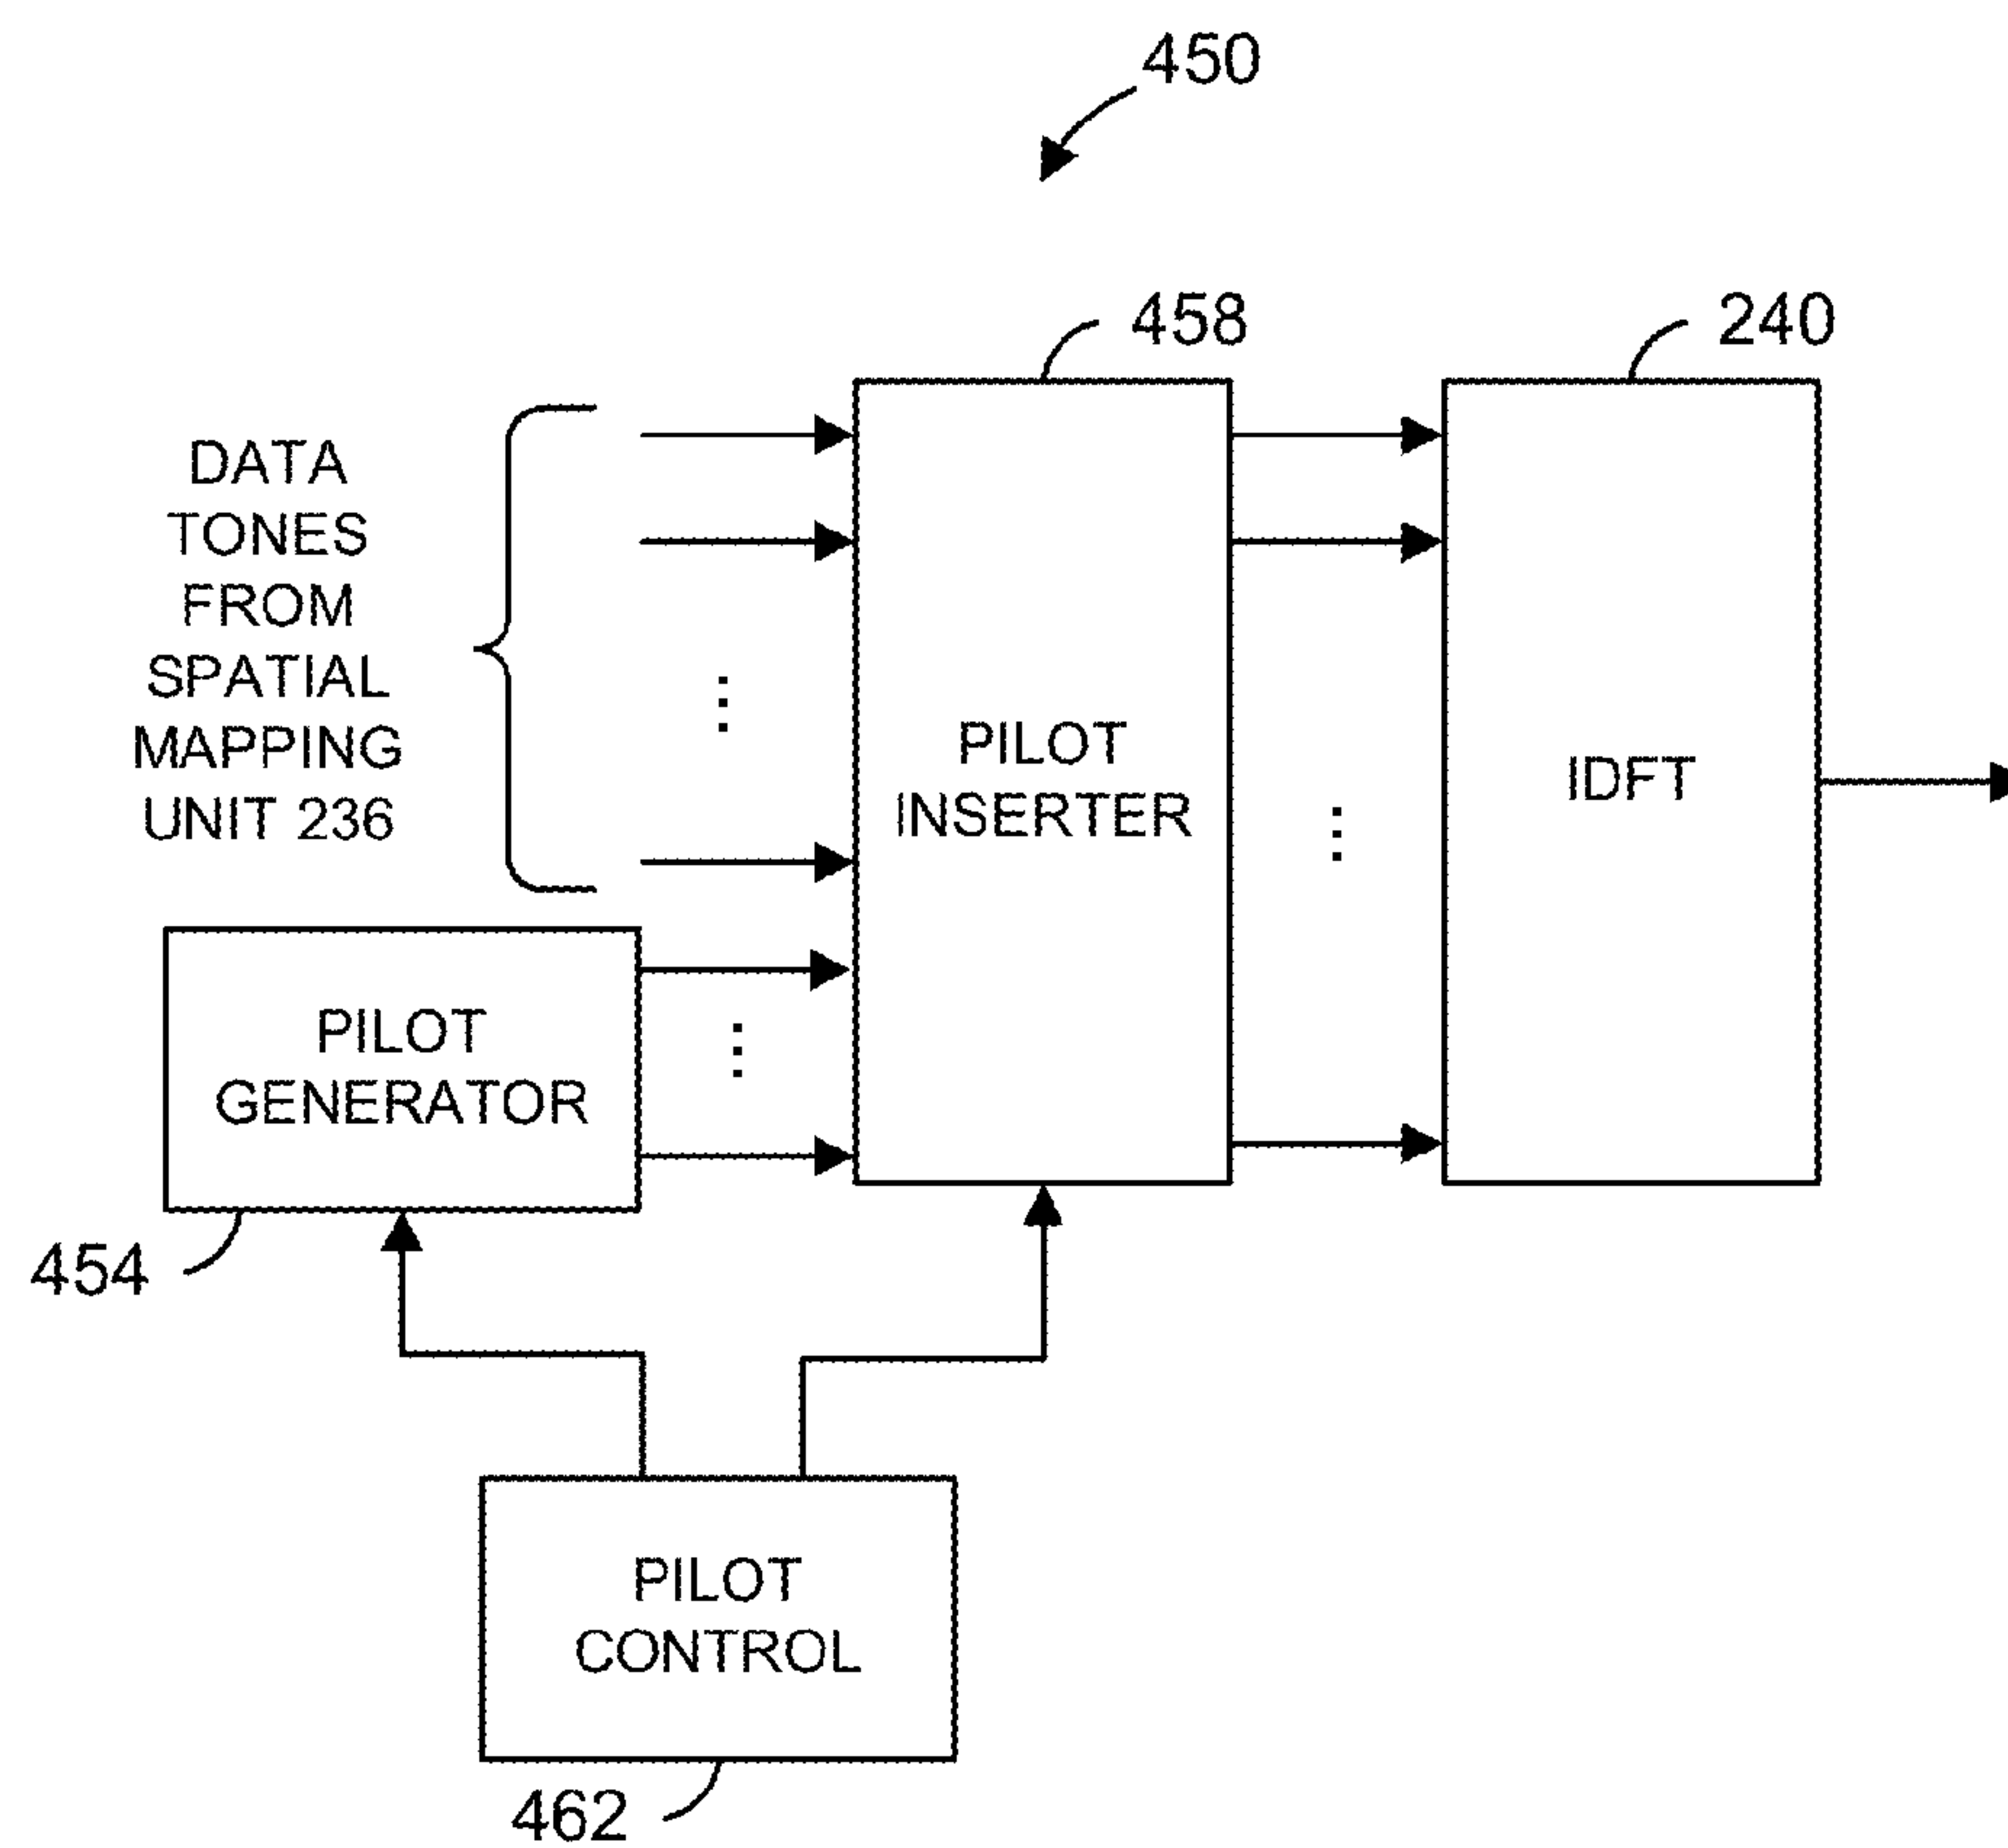 450
458
240
DATA
TONES
FROM
SPATIAL
MAPPING
UNIT 236
PILOT
INSERTER
IDFT
PILOT
GENERATOR
454
PILOT
CONTROL
462